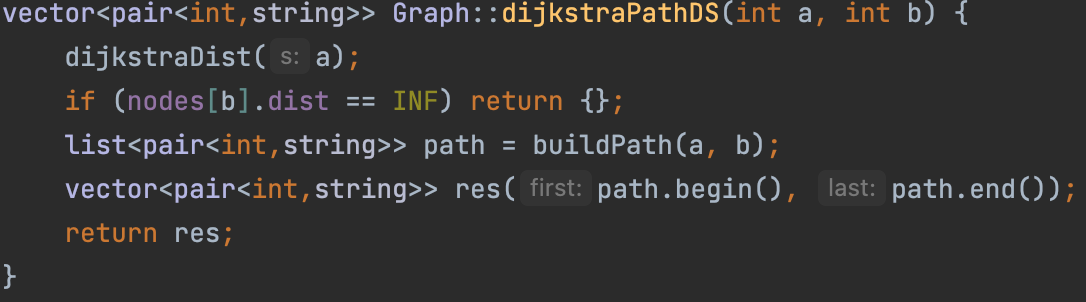 vector<pair<int,string>> Graph::dijkstraPathDS(int a, int b) {
    dijkstraDist( s: a);
    if (nodes[b].dist == INF) return {};
    list<pair<int,string>> path = buildPath(a, b);
    vector<pair<int,string>> res( first: path.begin(), last: path.end());
    return res;
}